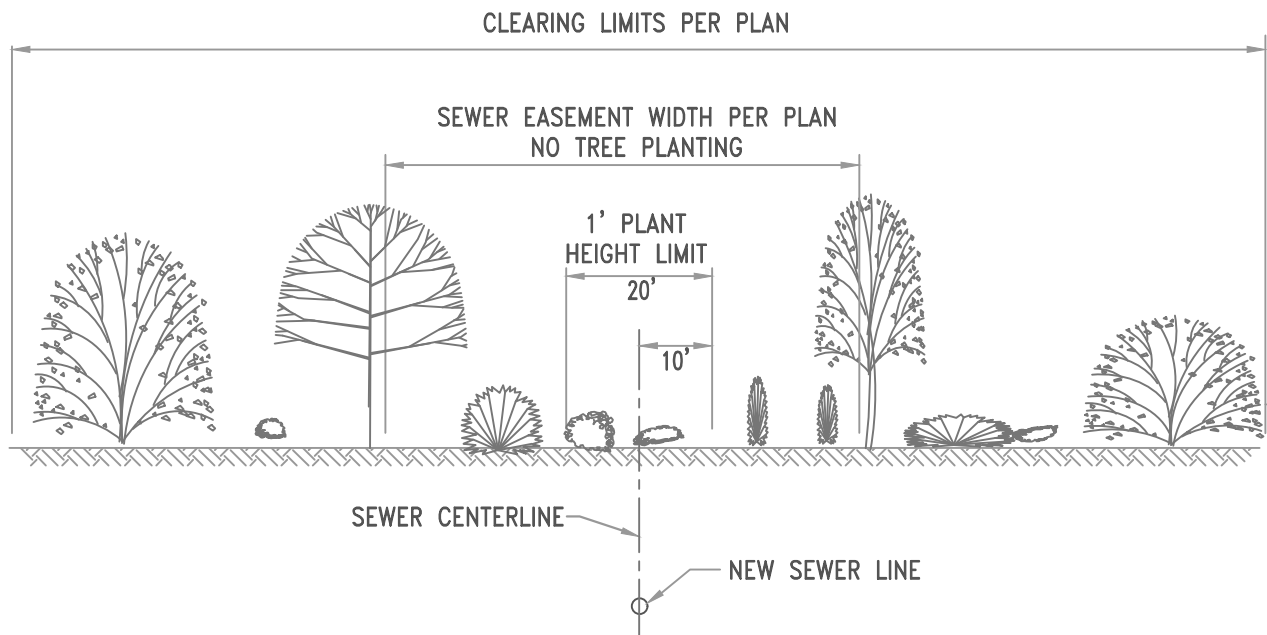 CLEARING LIMITS PER PLAN
SEWER EASEMENT WIDTH PER PLAN
NO TREE PLANTING
1' PLANT
HEIGHT LIMIT
20'
10'
SEWER CENTERLINE
NEW SEWER LINE